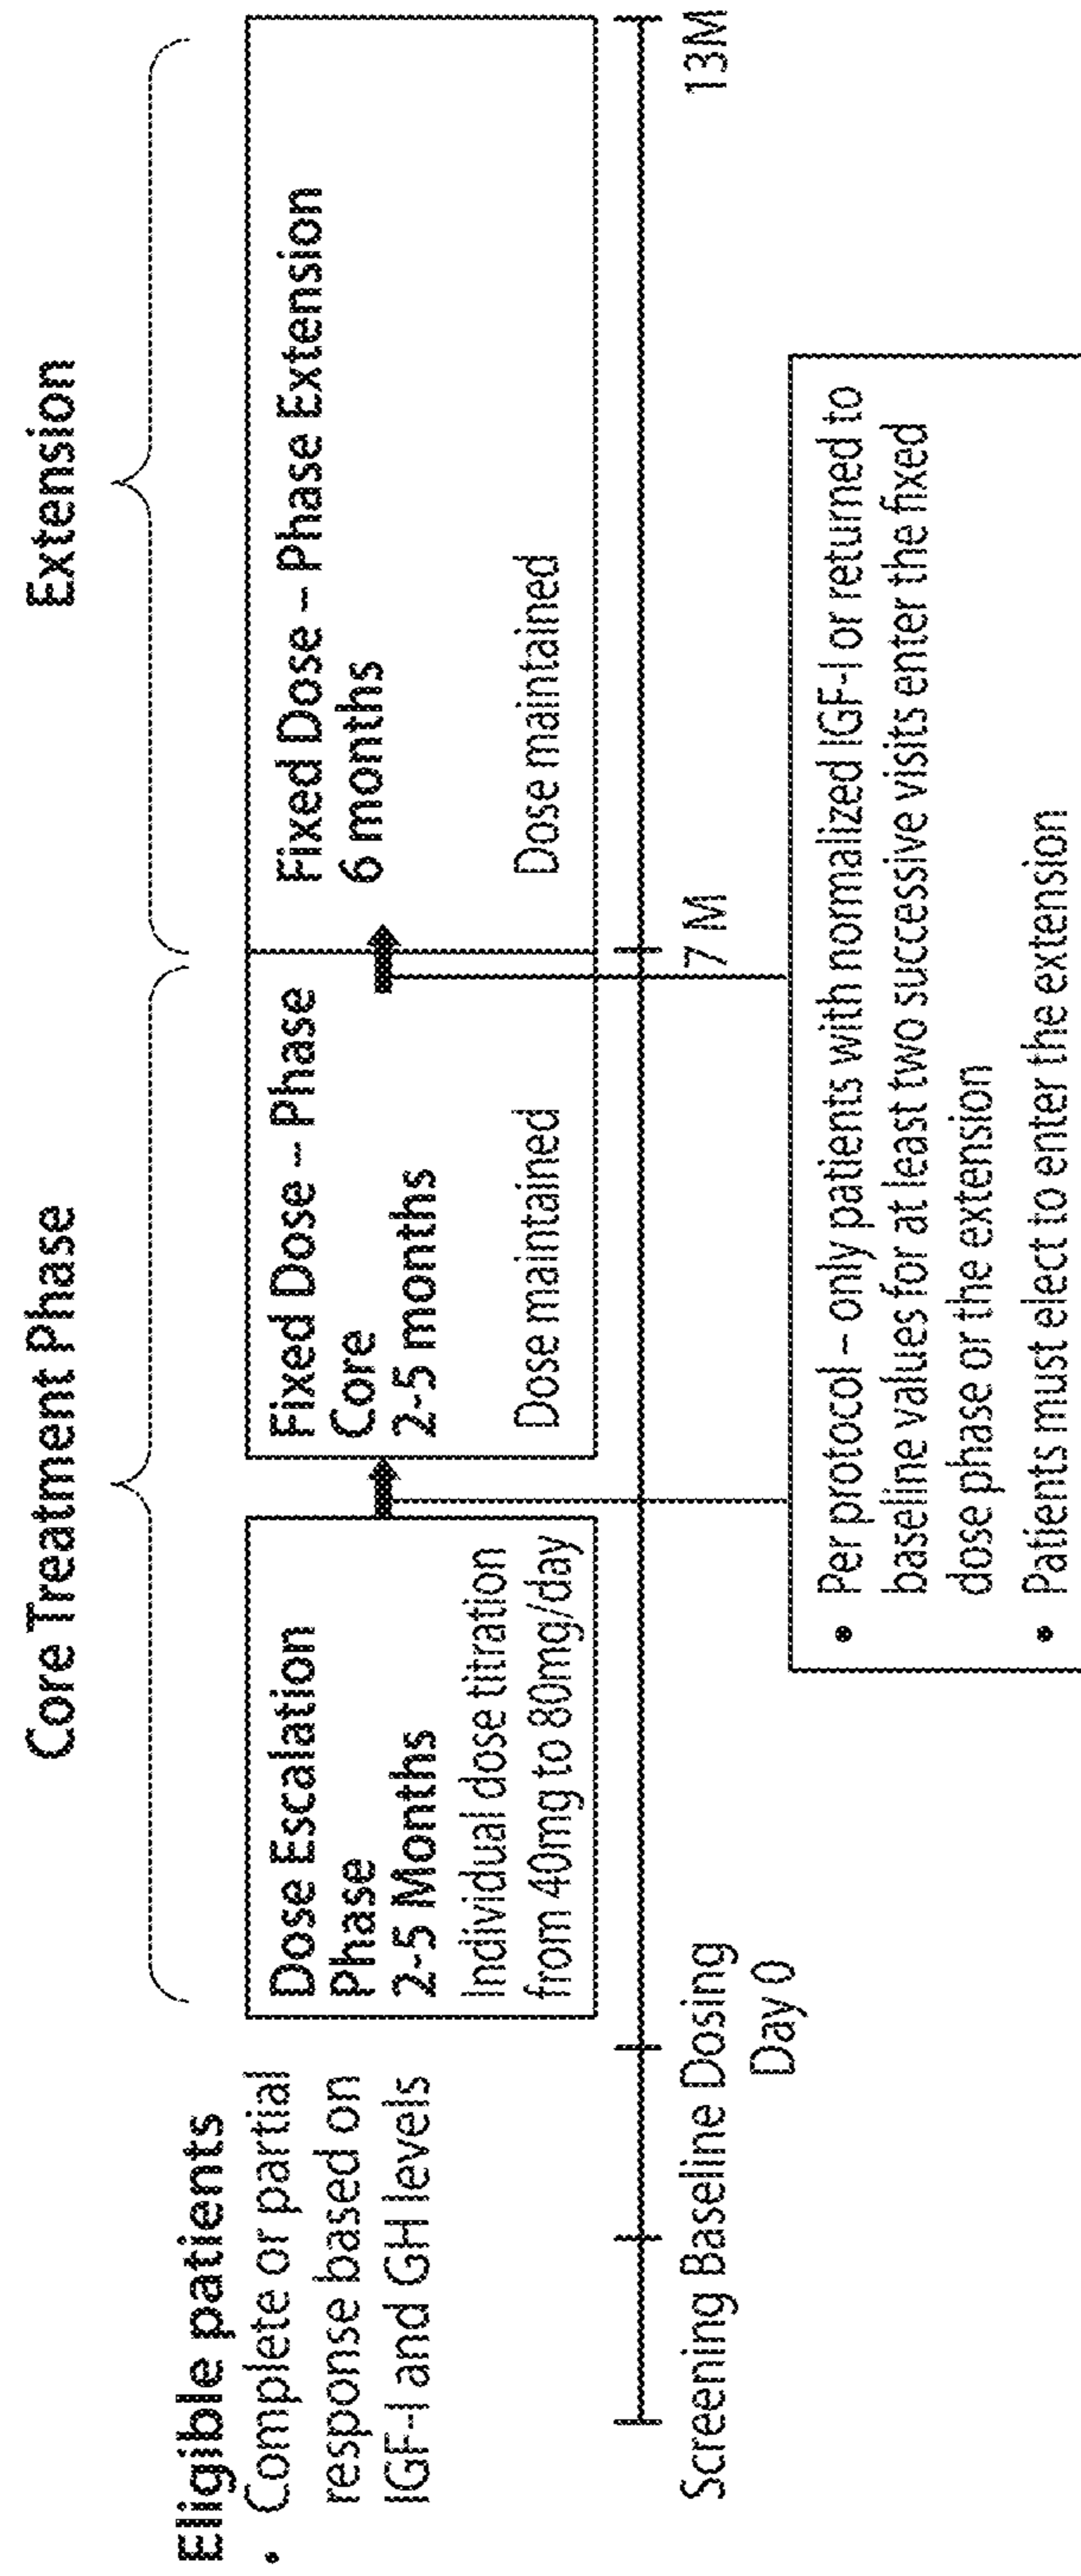 Core Treatment Phase
Extension
Eligible patients
• Complete or partial
response based on
IGF-I and GH levels
Dose Escalation
Phase
2-5 Months
Individual dose titration
from 40mg to 80mg/day
Fixed Dose – Phase
Core
2-5 months
Dose maintained
Fixed Dose – Phase Extension
6 months
Dose maintained
Screening Baseline Dosing
Day 0
7 M
13M
• Per protocol – only patients with normalized IGF-I or returned to
baseline values for at least two successive visits enter the fixed
dose phase or the extension
• Patients must elect to enter the extension